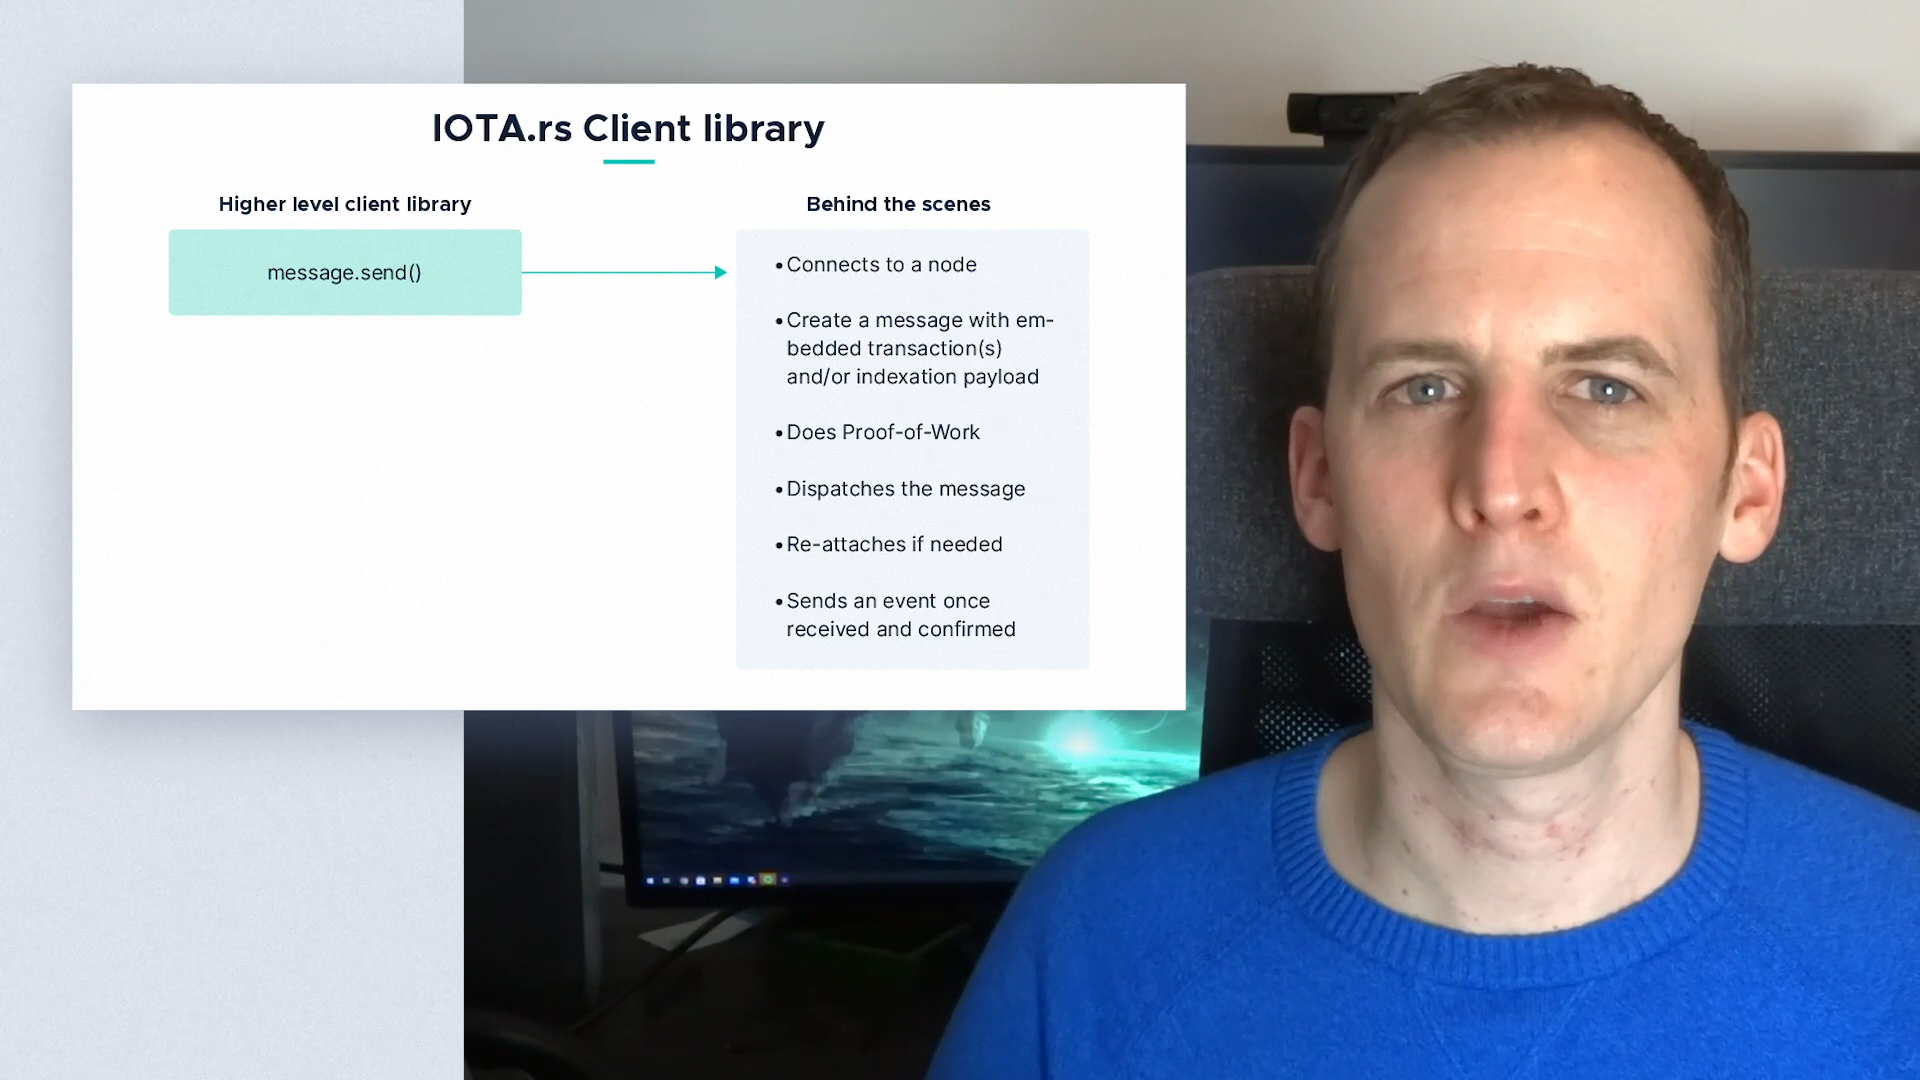 IOTA.rs Client library
Higher level client library
message.send()
Behind the scenes
• Connects to a node
• Create a message with em-
bedded transaction(s)
and/or indexation payload
• Does Proof-of-Work
• Dispatches the message
• Re-attaches if needed
• Sends an event once
received and confirmed